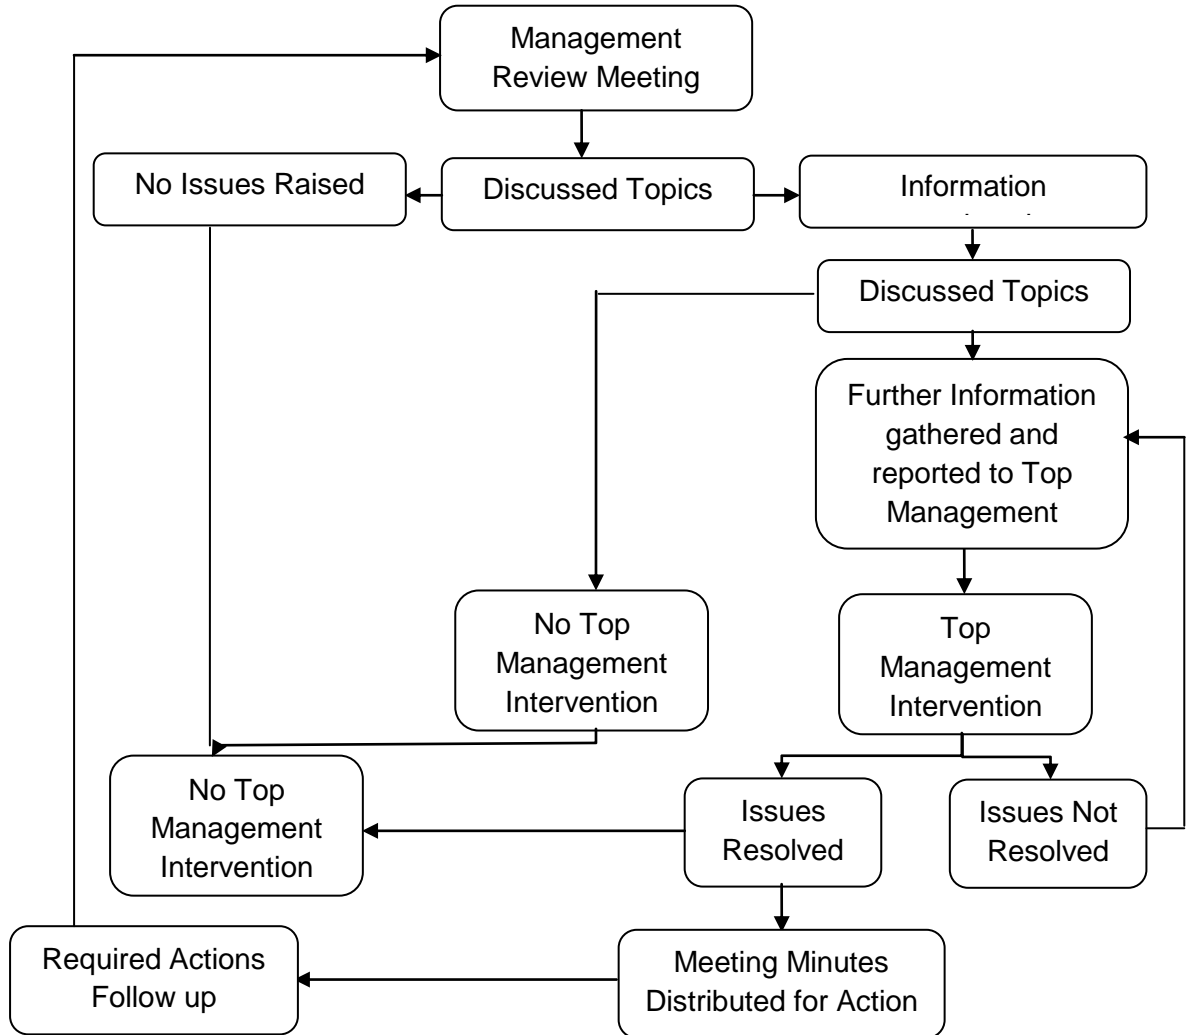 Management
Review Meeting
No Issues Raised
Discussed Topics
Information
Discussed Topics
Further Information
gathered and
reported to Top
Management
No Top
Management
Intervention
Top
Management
Intervention
No Top
Management
Intervention
Issues
Resolved
Issues Not
Resolved
Required Actions
Follow up
Meeting Minutes
Distributed for Action